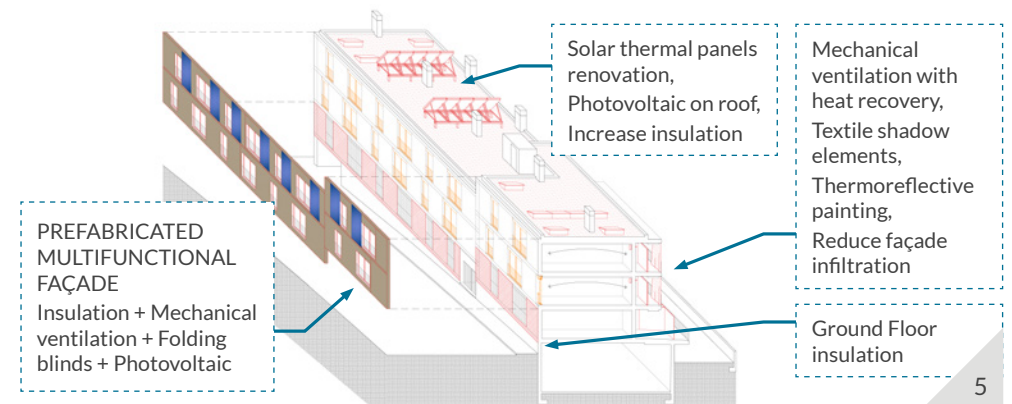 Solar thermal panels
renovation,
Photovoltaic on roof,
Increase insulation
Mechanical
ventilation with
heat recovery,
Textile shadow
elements,
Thermoreflective
painting,
Reduce façade
infiltration
PREFABRICATED
MULTIFUNCTIONAL
FAÇADE
Insulation + Mechanical
ventilation + Folding
blinds + Photovoltaic
Ground Floor
insulation
5